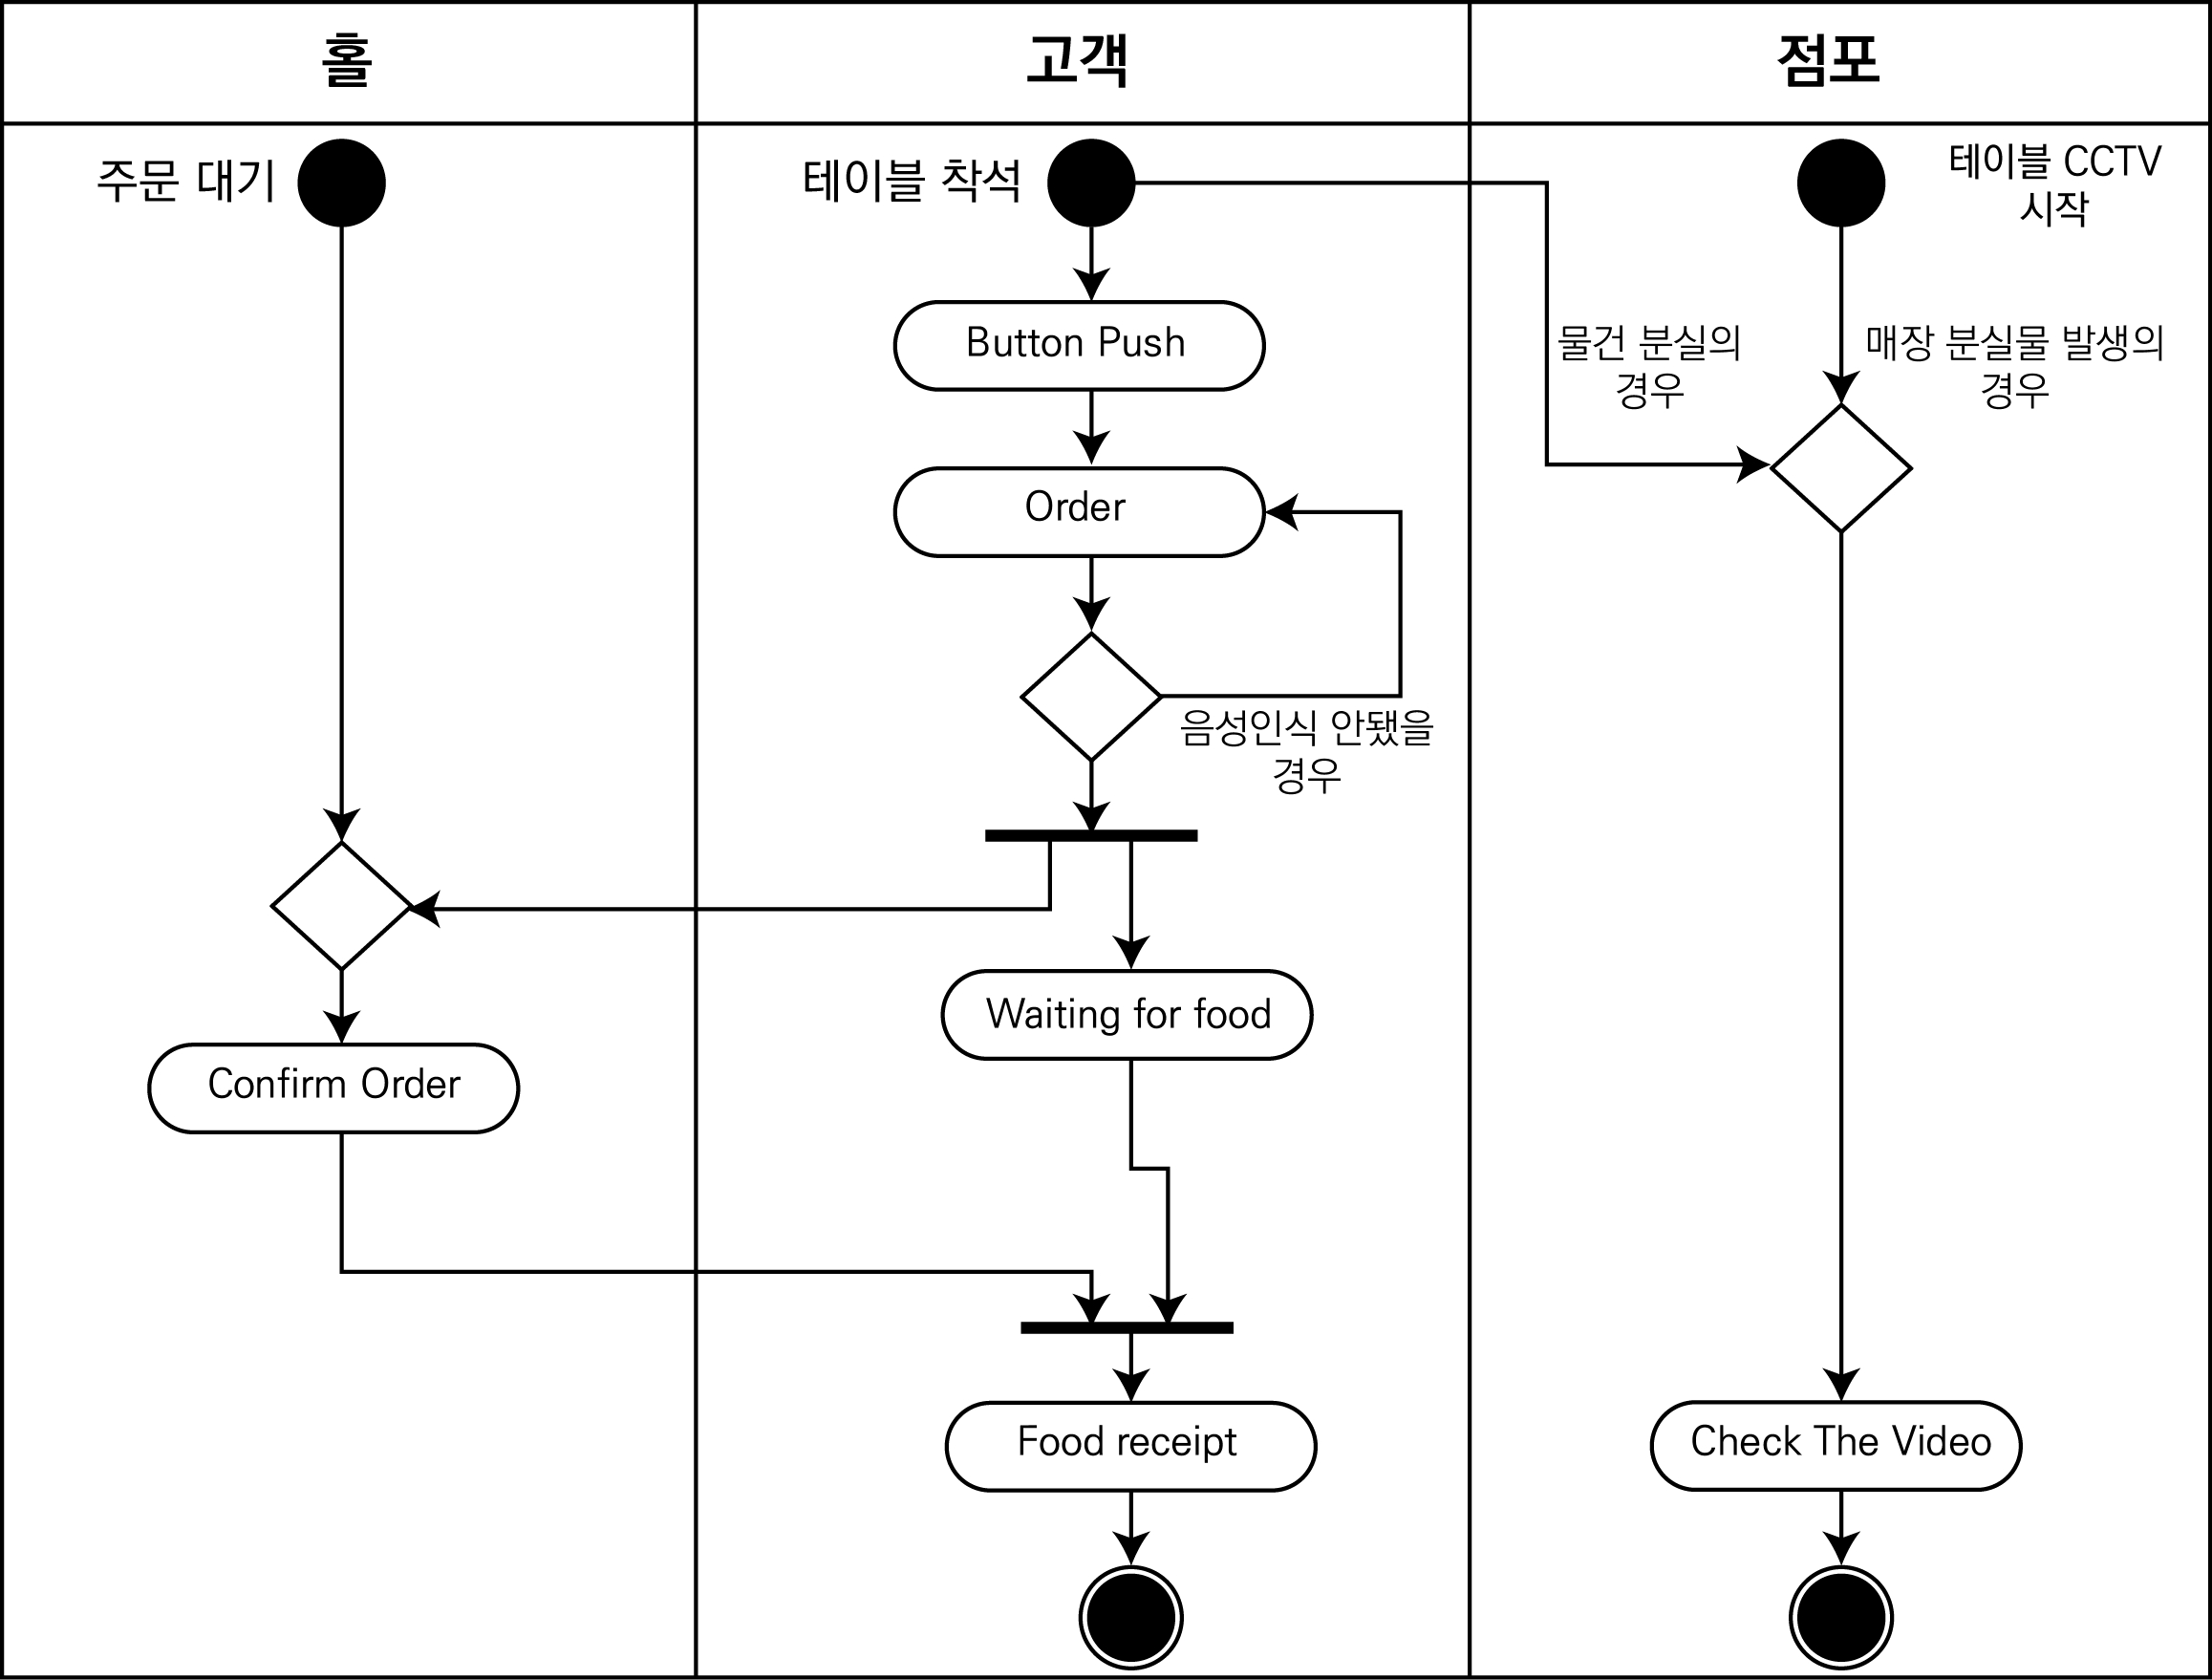 홀
고객
점포
주문 대기
테이블 착석
테이블 CCTV
시작
Button Push
물건 분실의
경우
매장 분실물 발생의
경우
Order
음성인식 안됐을
경우
Waiting for food
Confirm Order
Food receipt
Check The Video